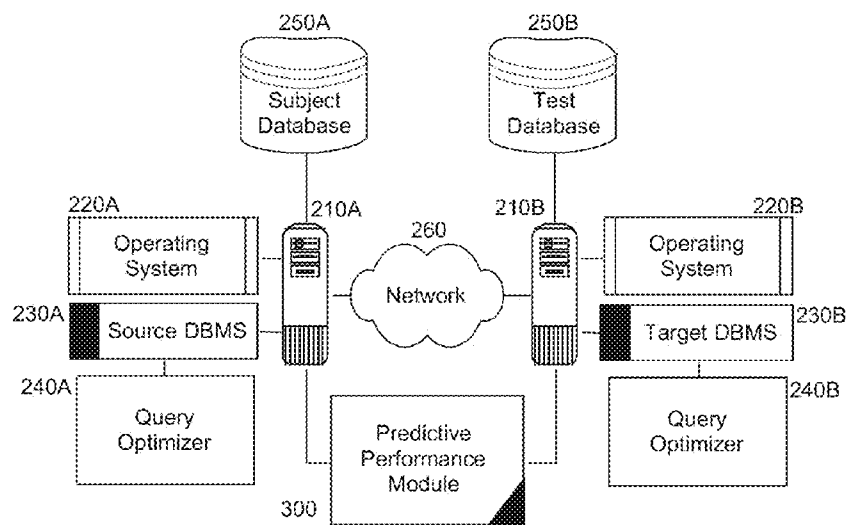 250A
250B
Subject
Database
Test
Database
220A
210A
210B
220B
Operating
System
260
Operating
System
Network
230A
Source DBMS
Target DBMS
230B
240A
Query
Optimizer
Predictive
Performance
Module
240B
Query
Optimizer
300